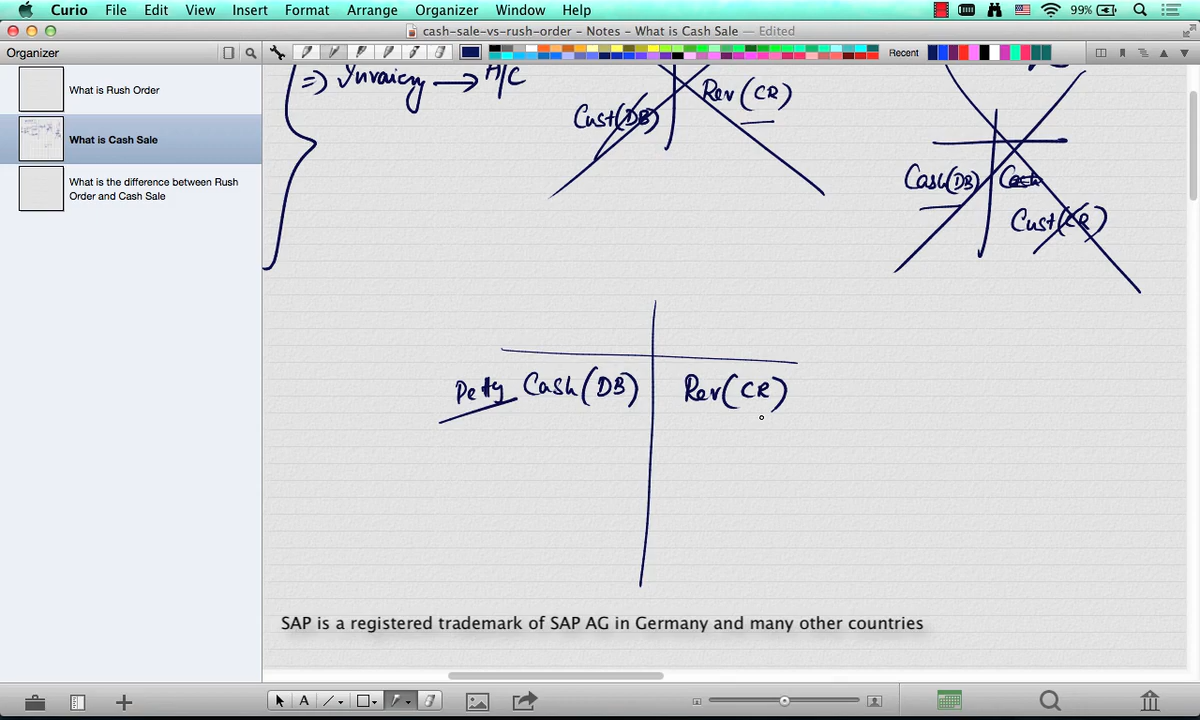 Curio File Edit View Insert Format Arrange Organizer Window Help 99%
cash-sale-vs-rush-order - Notes - What is Cash Sale — Edited
Organizer
Recent
What is Rush Order
What is Cash Sale
What is the difference between Rush
Order and Cash Sale
=> Invoicing → A/C
Rev (CR)
Cust (DB)
Cash (DB) Cash
Cust (CR)
Petty Cash (DB) Rev (CR)
SAP is a registered trademark of SAP AG in Germany and many other countries
A